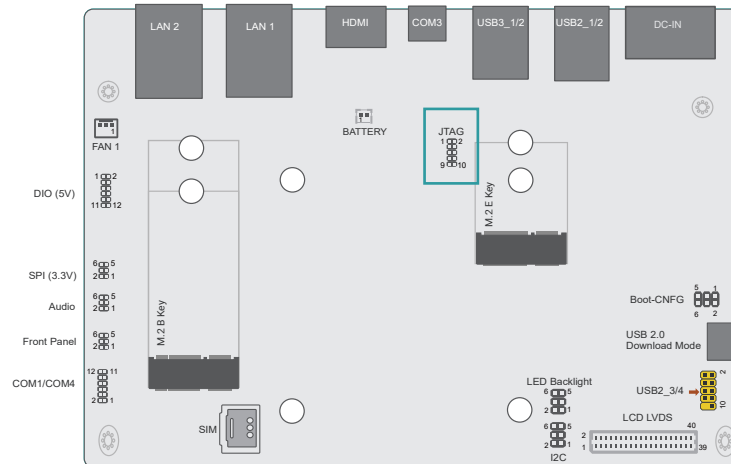 LAN 2
LAN 1
HDMI
COM3
USB3_1/2
USB2_1/2
DC-IN
1
FAN 1
BATTERY
JTAG
1 2
9 10
M.2 E Key
DIO (5V)
1 2
11 12
SPI (3.3V)
6 5
2 1
Audio
6 5
2 1
Front Panel
6 5
2 1
COM1/COM4
12 11
2 1
M.2 B Key
SIM
Boot-CNFG
5 1
6 2
USB 2.0
Download Mode
USB2_3/4
2
10
LED Backlight
6 5
2 1
6 5
2 1
I2C
LCD LVDS
40
2
1
39